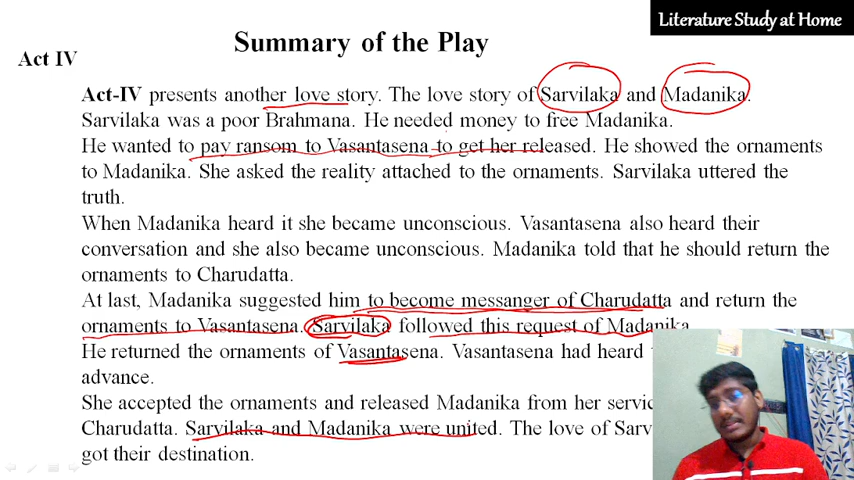 Literature Study at Home
Summary of the Play
Act IV
Act-IV presents another love story. The love story of Sarvilaka and Madanika.
Sarvilaka was a poor Brahmana. He needed money to free Madanika.
He wanted to pay ransom to Vasantasena to get her released. He showed the ornaments
to Madanika. She asked the reality attached to the ornaments. Sarvilaka uttered the
truth.
When Madanika heard it she became unconscious. Vasantasena also heard their
conversation and she also became unconscious. Madanika told that he should return the
ornaments to Charudatta.
At last, Madanika suggested him to become messanger of Charudatta and return the
ornaments to Vasantasena. Sarvilaka followed this request of Madanika.
He returned the ornaments of Vasantasena. Vasantasena had heard
advance.
She accepted the ornaments and released Madanika from her
Charudatta. Sarvilaka and Madanika were united. The love of
got their destination.